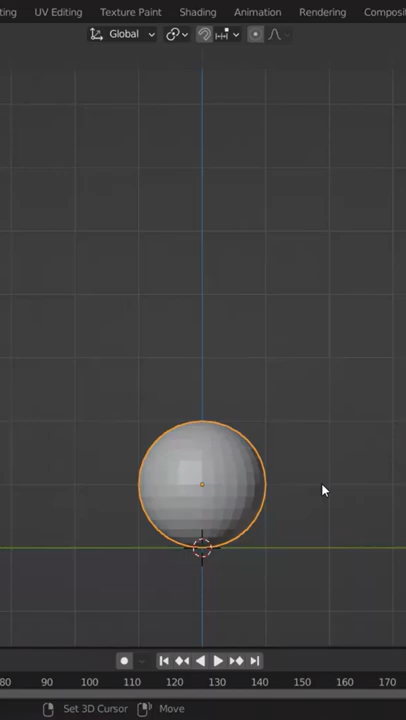 ting UV Editing Texture Paint Shading Animation Rendering Composit
Global
80 90 100 110 120 130 140 150 160 170
Set 3D Cursor Move